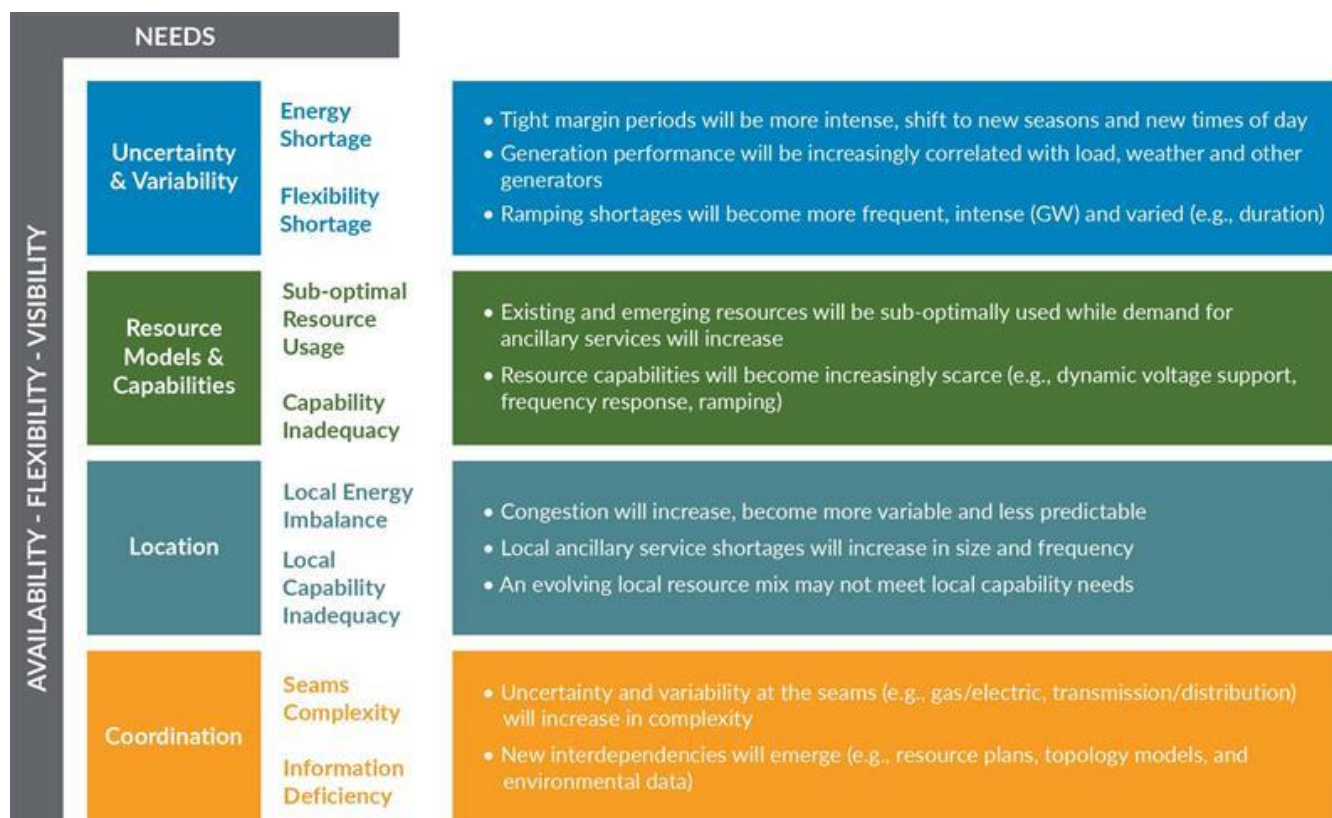 NEEDS
AVAILABILITY - FLEXIBILITY - VISIBILITY
Uncertainty
& Variability
Energy
Shortage
Flexibility
Shortage
• Tight margin periods will be more intense, shift to new seasons and new times of day
• Generation performance will be increasingly correlated with load, weather and other
generators
• Ramping shortages will become more frequent, intense (GW) and varied (e.g., duration)
Resource
Models &
Capabilities
Sub-optimal
Resource
Usage
Capability
Inadequacy
• Existing and emerging resources will be sub-optimally used while demand for
ancillary services will increase
• Resource capabilities will become increasingly scarce (e.g., dynamic voltage support,
frequency response, ramping)
Location
Local Energy
Imbalance
Local
Capability
Inadequacy
• Congestion will increase, become more variable and less predictable
• Local ancillary service shortages will increase in size and frequency
• An evolving local resource mix may not meet local capability needs
Coordination
Seams
Complexity
Information
Deficiency
• Uncertainty and variability at the seams (e.g., gas/electric, transmission/distribution)
will increase in complexity
• New interdependencies will emerge (e.g., resource plans, topology models, and
environmental data)